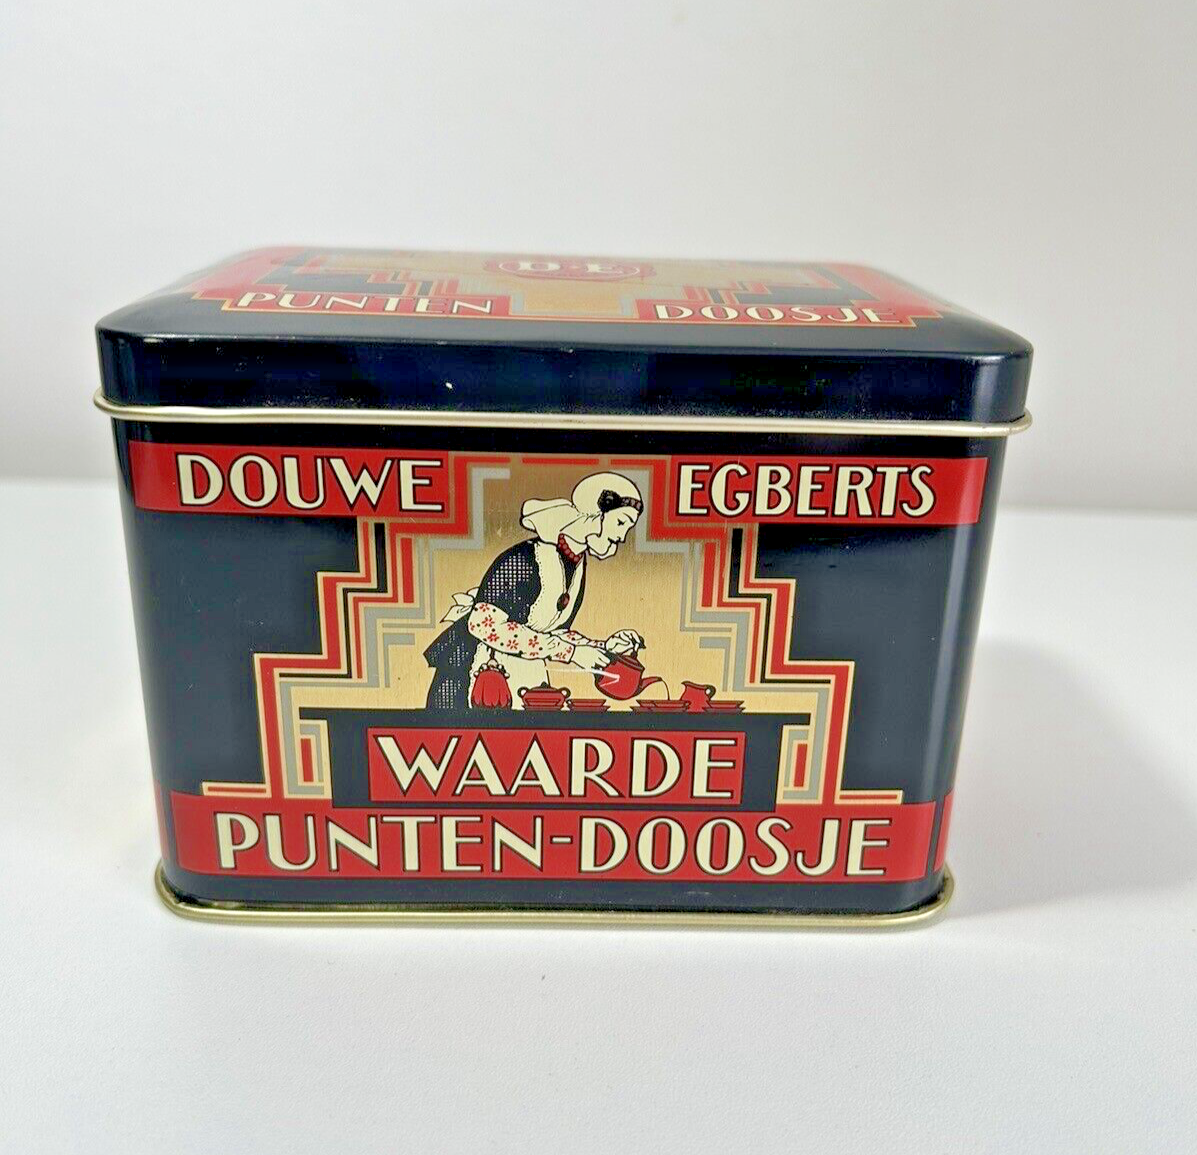 D·E
PUNTEN DOOSJE
DOUWE EGBERTS
WAARDE
PUNTEN-DOOSJE